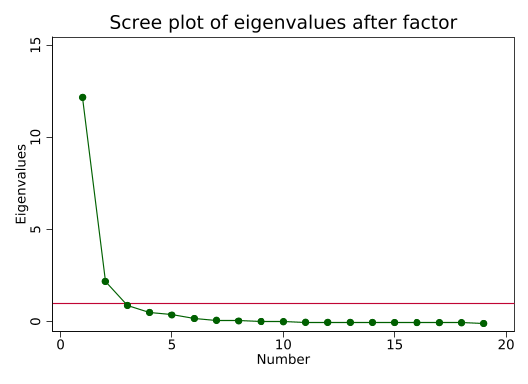 Scree plot of eigenvalues after factor
15
10
5
0
Eigenvalues
0 5 10 15 20
Number